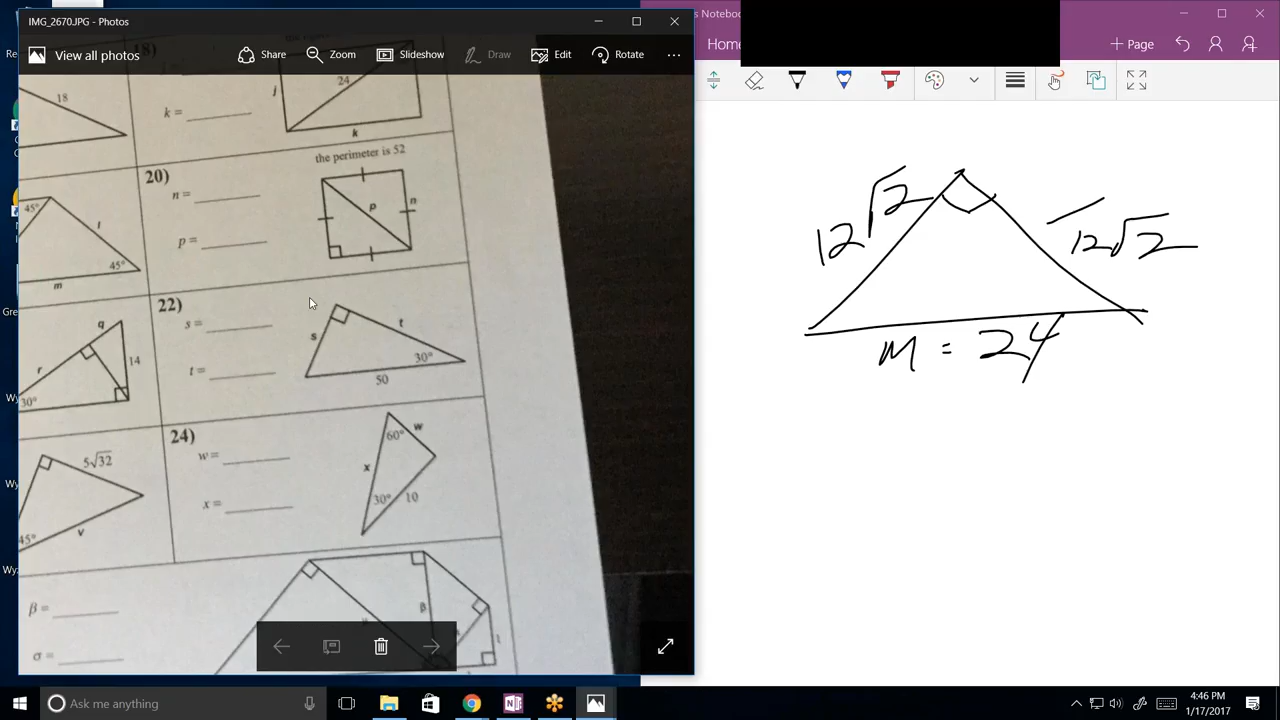 IMG_2670.JPG - Photos
View all photos
Share
Zoom
Slideshow
Draw
Edit
Rotate
...
18
k =
j
24
k
20)
the perimeter is 52
n =
p =
p
n
45°
l
45°
m
22)
s =
t =
s
t
30°
50
q
r
14
30°
24)
w =
x =
60°
w
x
30°
10
5√32
45°
v
β =
σ =
β
s Notebo
Home
+ Page
12√2
12√2
m = 24
Ask me anything
4:46 PM
1/17/2017